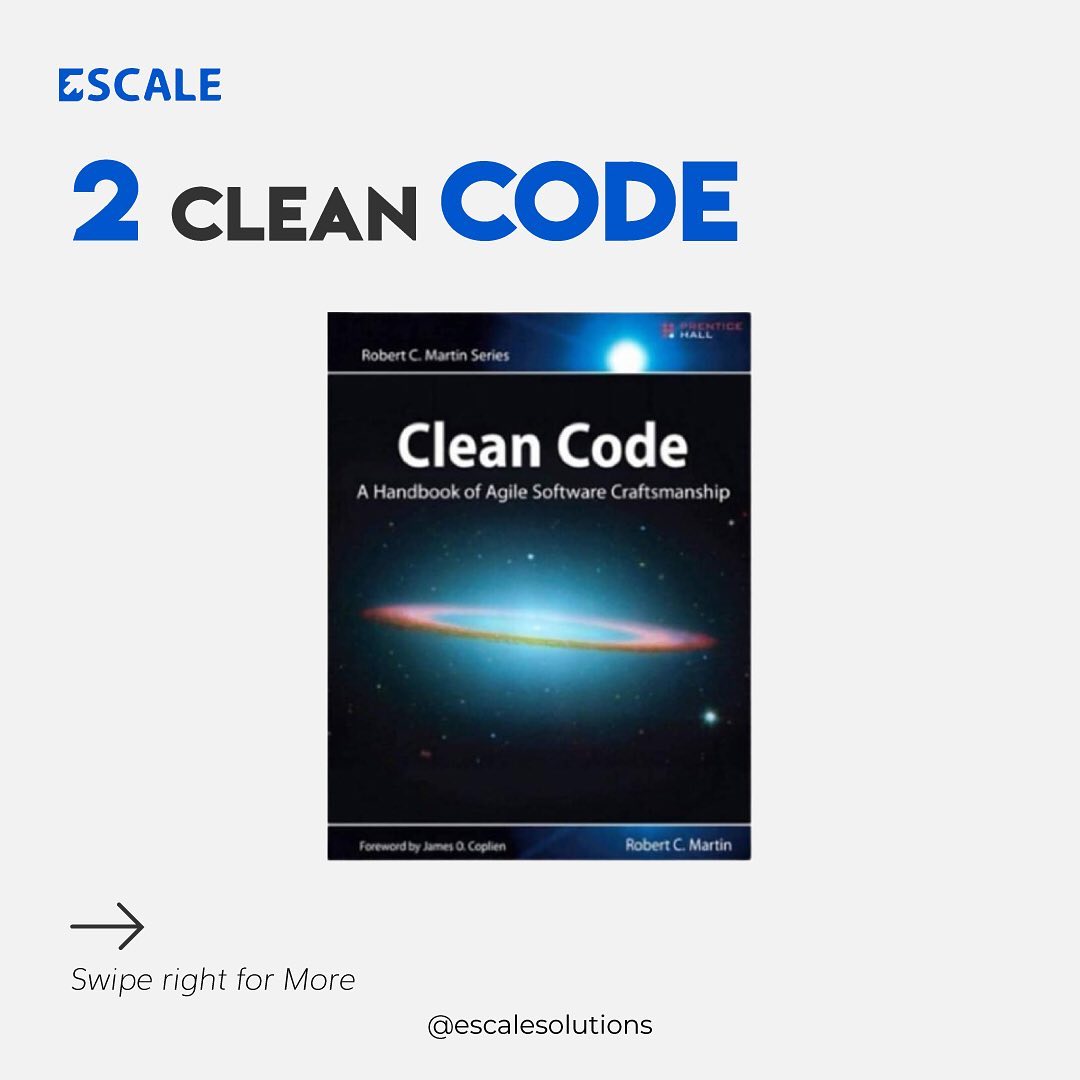 ESCALE
2 CLEAN CODE
PRENTICE
HALL
Robert C. Martin Series
Clean Code
A Handbook of Agile Software Craftsmanship
Foreword by James O. Coplien
Robert C. Martin
Swipe right for More
@escalesolutions